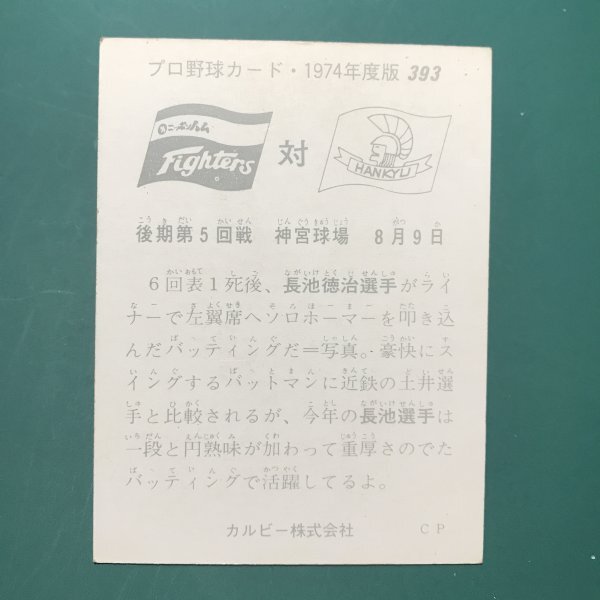 プロ野球カード・1974年度版 393
ニッポンハム
Fighters
対
HANKYU
後期第5回戦 神宮球場 8月9日
6回表1死後、長池徳治選手がライ
ナーで左翼席へソロホーマーを叩き込
んだバッティングだ＝写真。豪快にス
イングするバットマンに近鉄の土井選
手と比較されるが、今年の長池選手は
一段と円熟味が加わって重厚さのでた
バッティングで活躍してるよ。
カルビー株式会社 CP